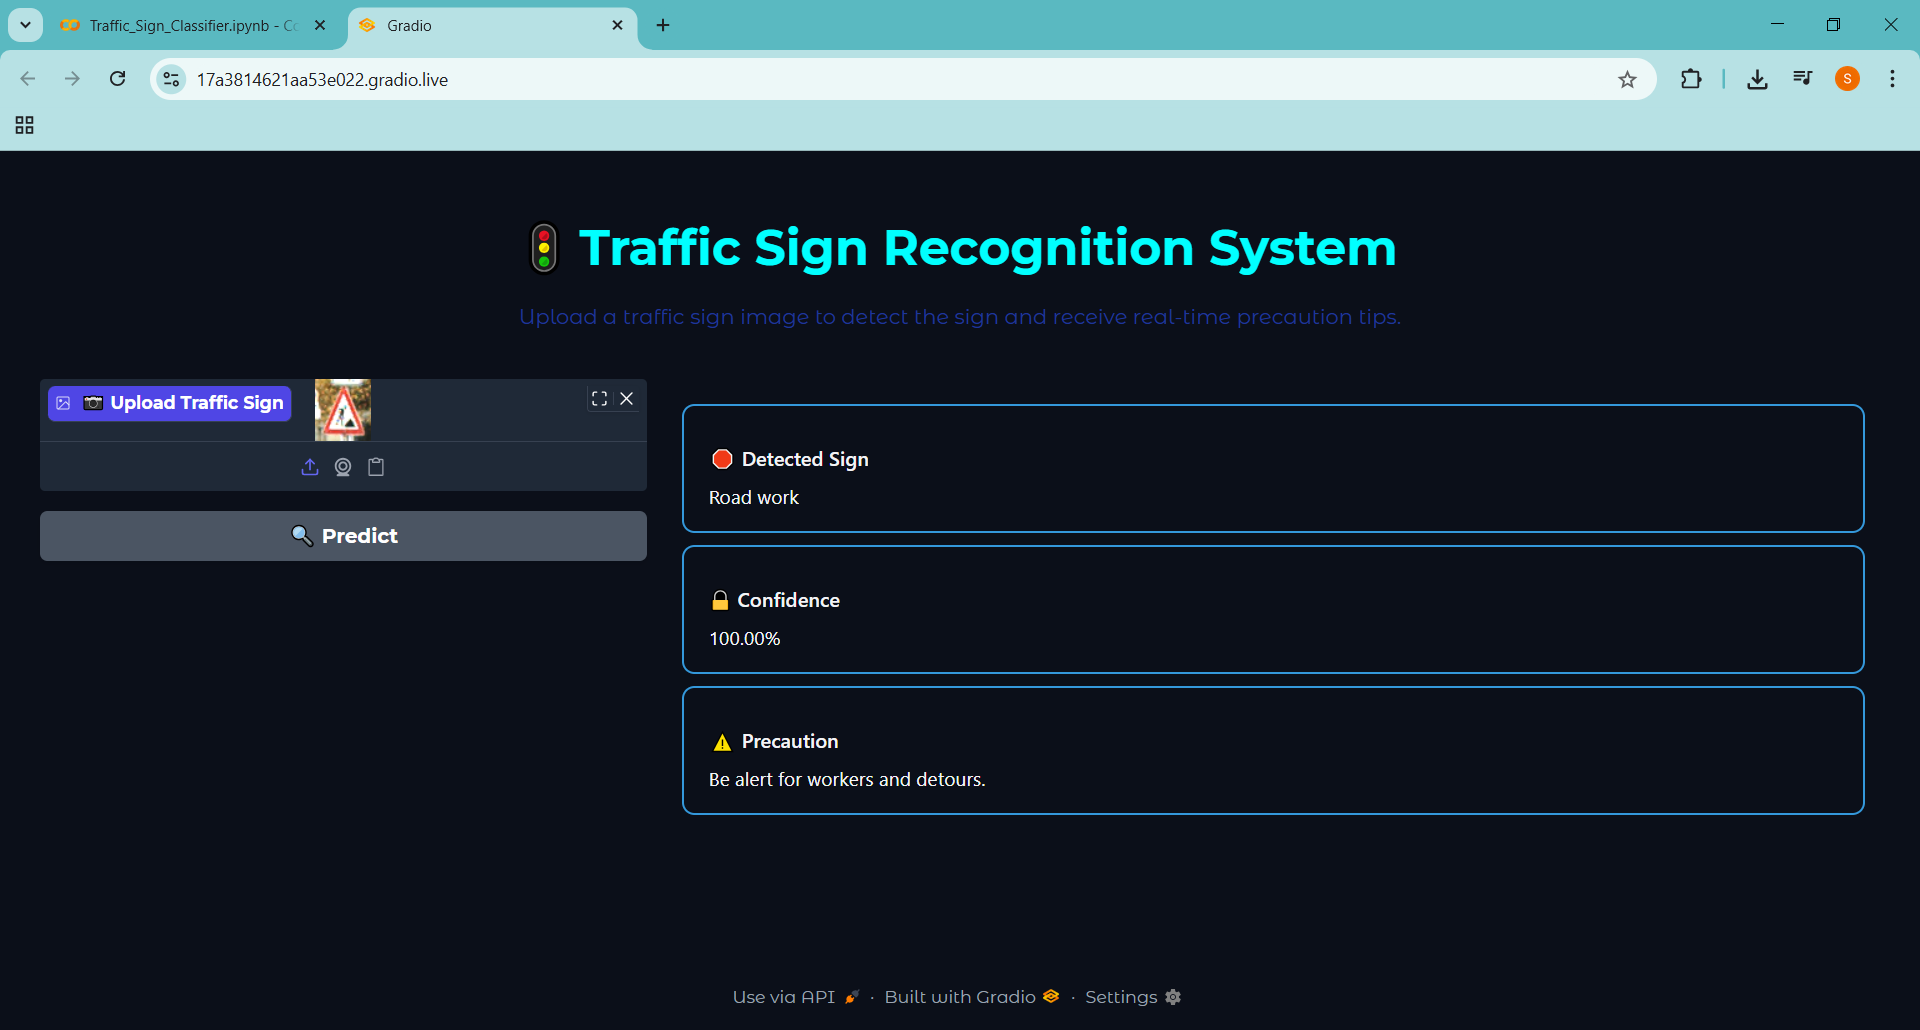 Traffic_Sign_Classifier.ipynb - Co
Gradio
17a3814621aa53e022.gradio.live
S
Traffic Sign Recognition System
Upload a traffic sign image to detect the sign and receive real-time precaution tips.
Upload Traffic Sign
Predict
Detected Sign
Road work
Confidence
100.00%
Precaution
Be alert for workers and detours.
Use via API · Built with Gradio · Settings